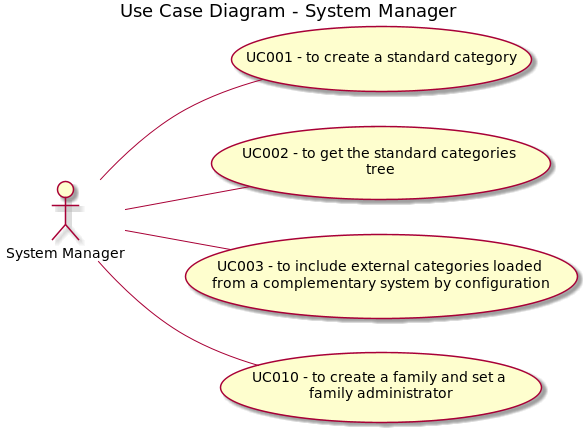 Use Case Diagram - System Manager
UC001 - to create a standard category
UC002 - to get the standard categories
tree
System Manager
UC003 - to include external categories loaded
from a complementary system by configuration
UC010 - to create a family and set a
family administrator